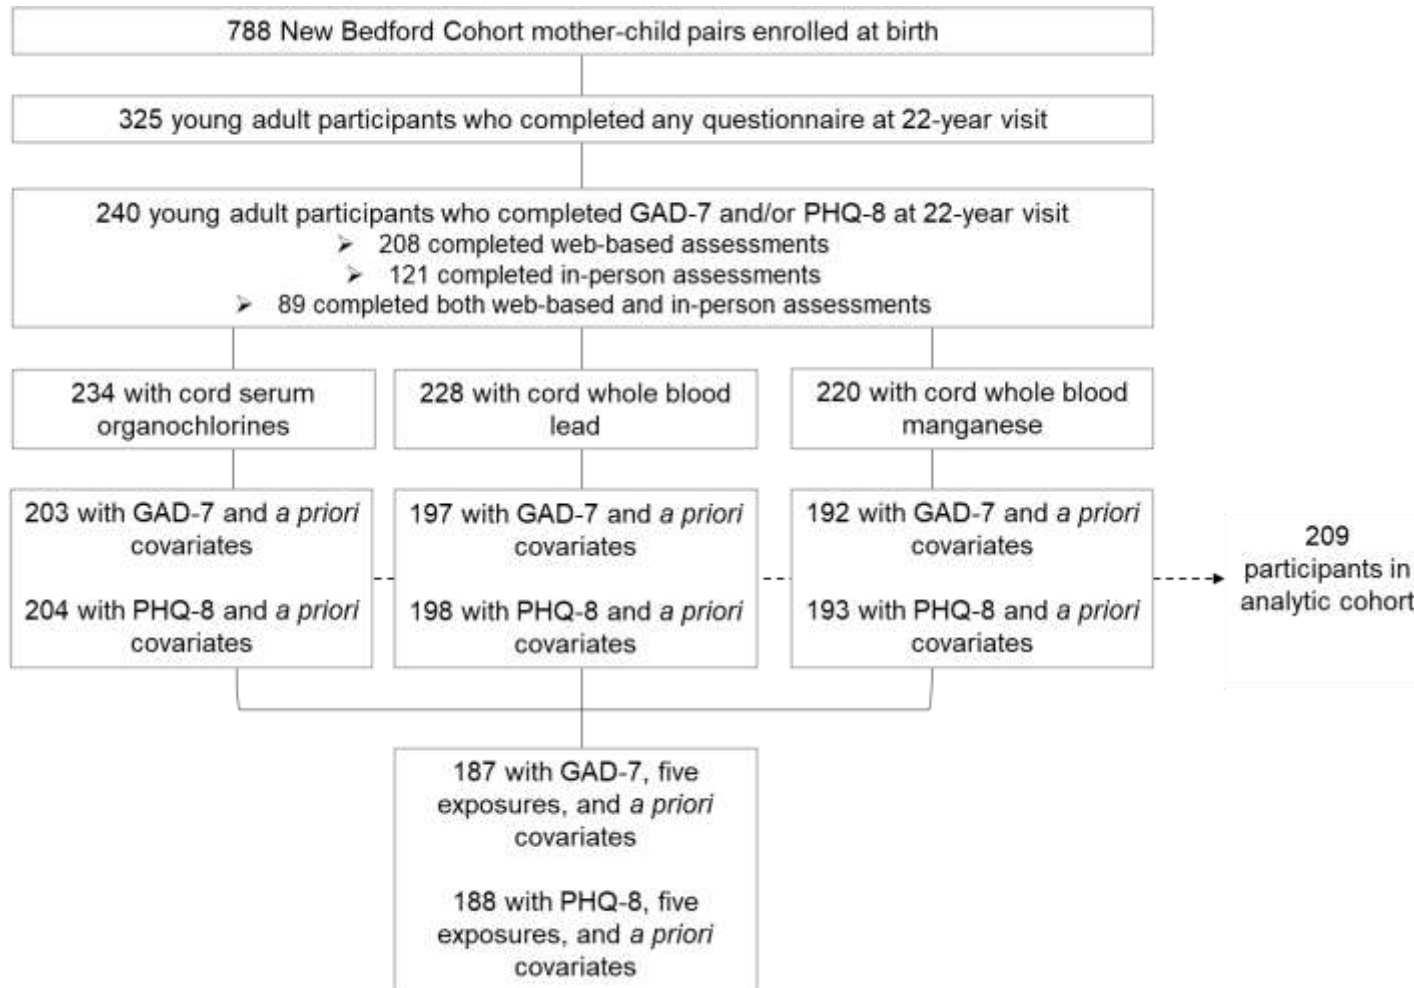 788 New Bedford Cohort mother-child pairs enrolled at birth
325 young adult participants who completed any questionnaire at 22-year visit
240 young adult participants who completed GAD-7 and/or PHQ-8 at 22-year visit
➢ 208 completed web-based assessments
➢ 121 completed in-person assessments
➢ 89 completed both web-based and in-person assessments
234 with cord serum
organochlorines
228 with cord whole blood
lead
220 with cord whole blood
manganese
203 with GAD-7 and a priori
covariates
204 with PHQ-8 and a priori
covariates
197 with GAD-7 and a priori
covariates
198 with PHQ-8 and a priori
covariates
192 with GAD-7 and a priori
covariates
193 with PHQ-8 and a priori
covariates
209
participants in
analytic cohort
187 with GAD-7, five
exposures, and a priori
covariates
188 with PHQ-8, five
exposures, and a priori
covariates